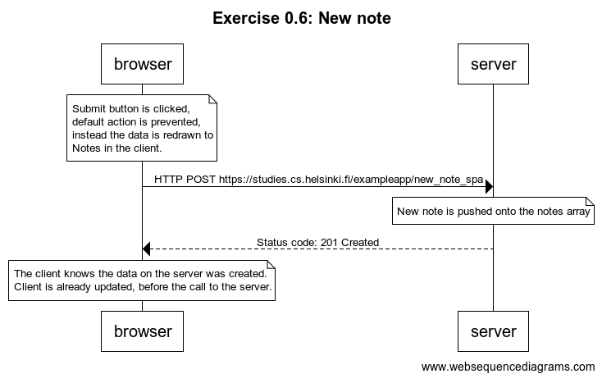 Exercise 0.6: New note
browser
server
Submit button is clicked,
default action is prevented,
instead the data is redrawn to
Notes in the client.
HTTP POST https://studies.cs.helsinki.fi/exampleapp/new_note_spa
New note is pushed onto the notes array
Status code: 201 Created
The client knows the data on the server was created.
Client is already updated, before the call to the server.
browser
server
www.websequencediagrams.com